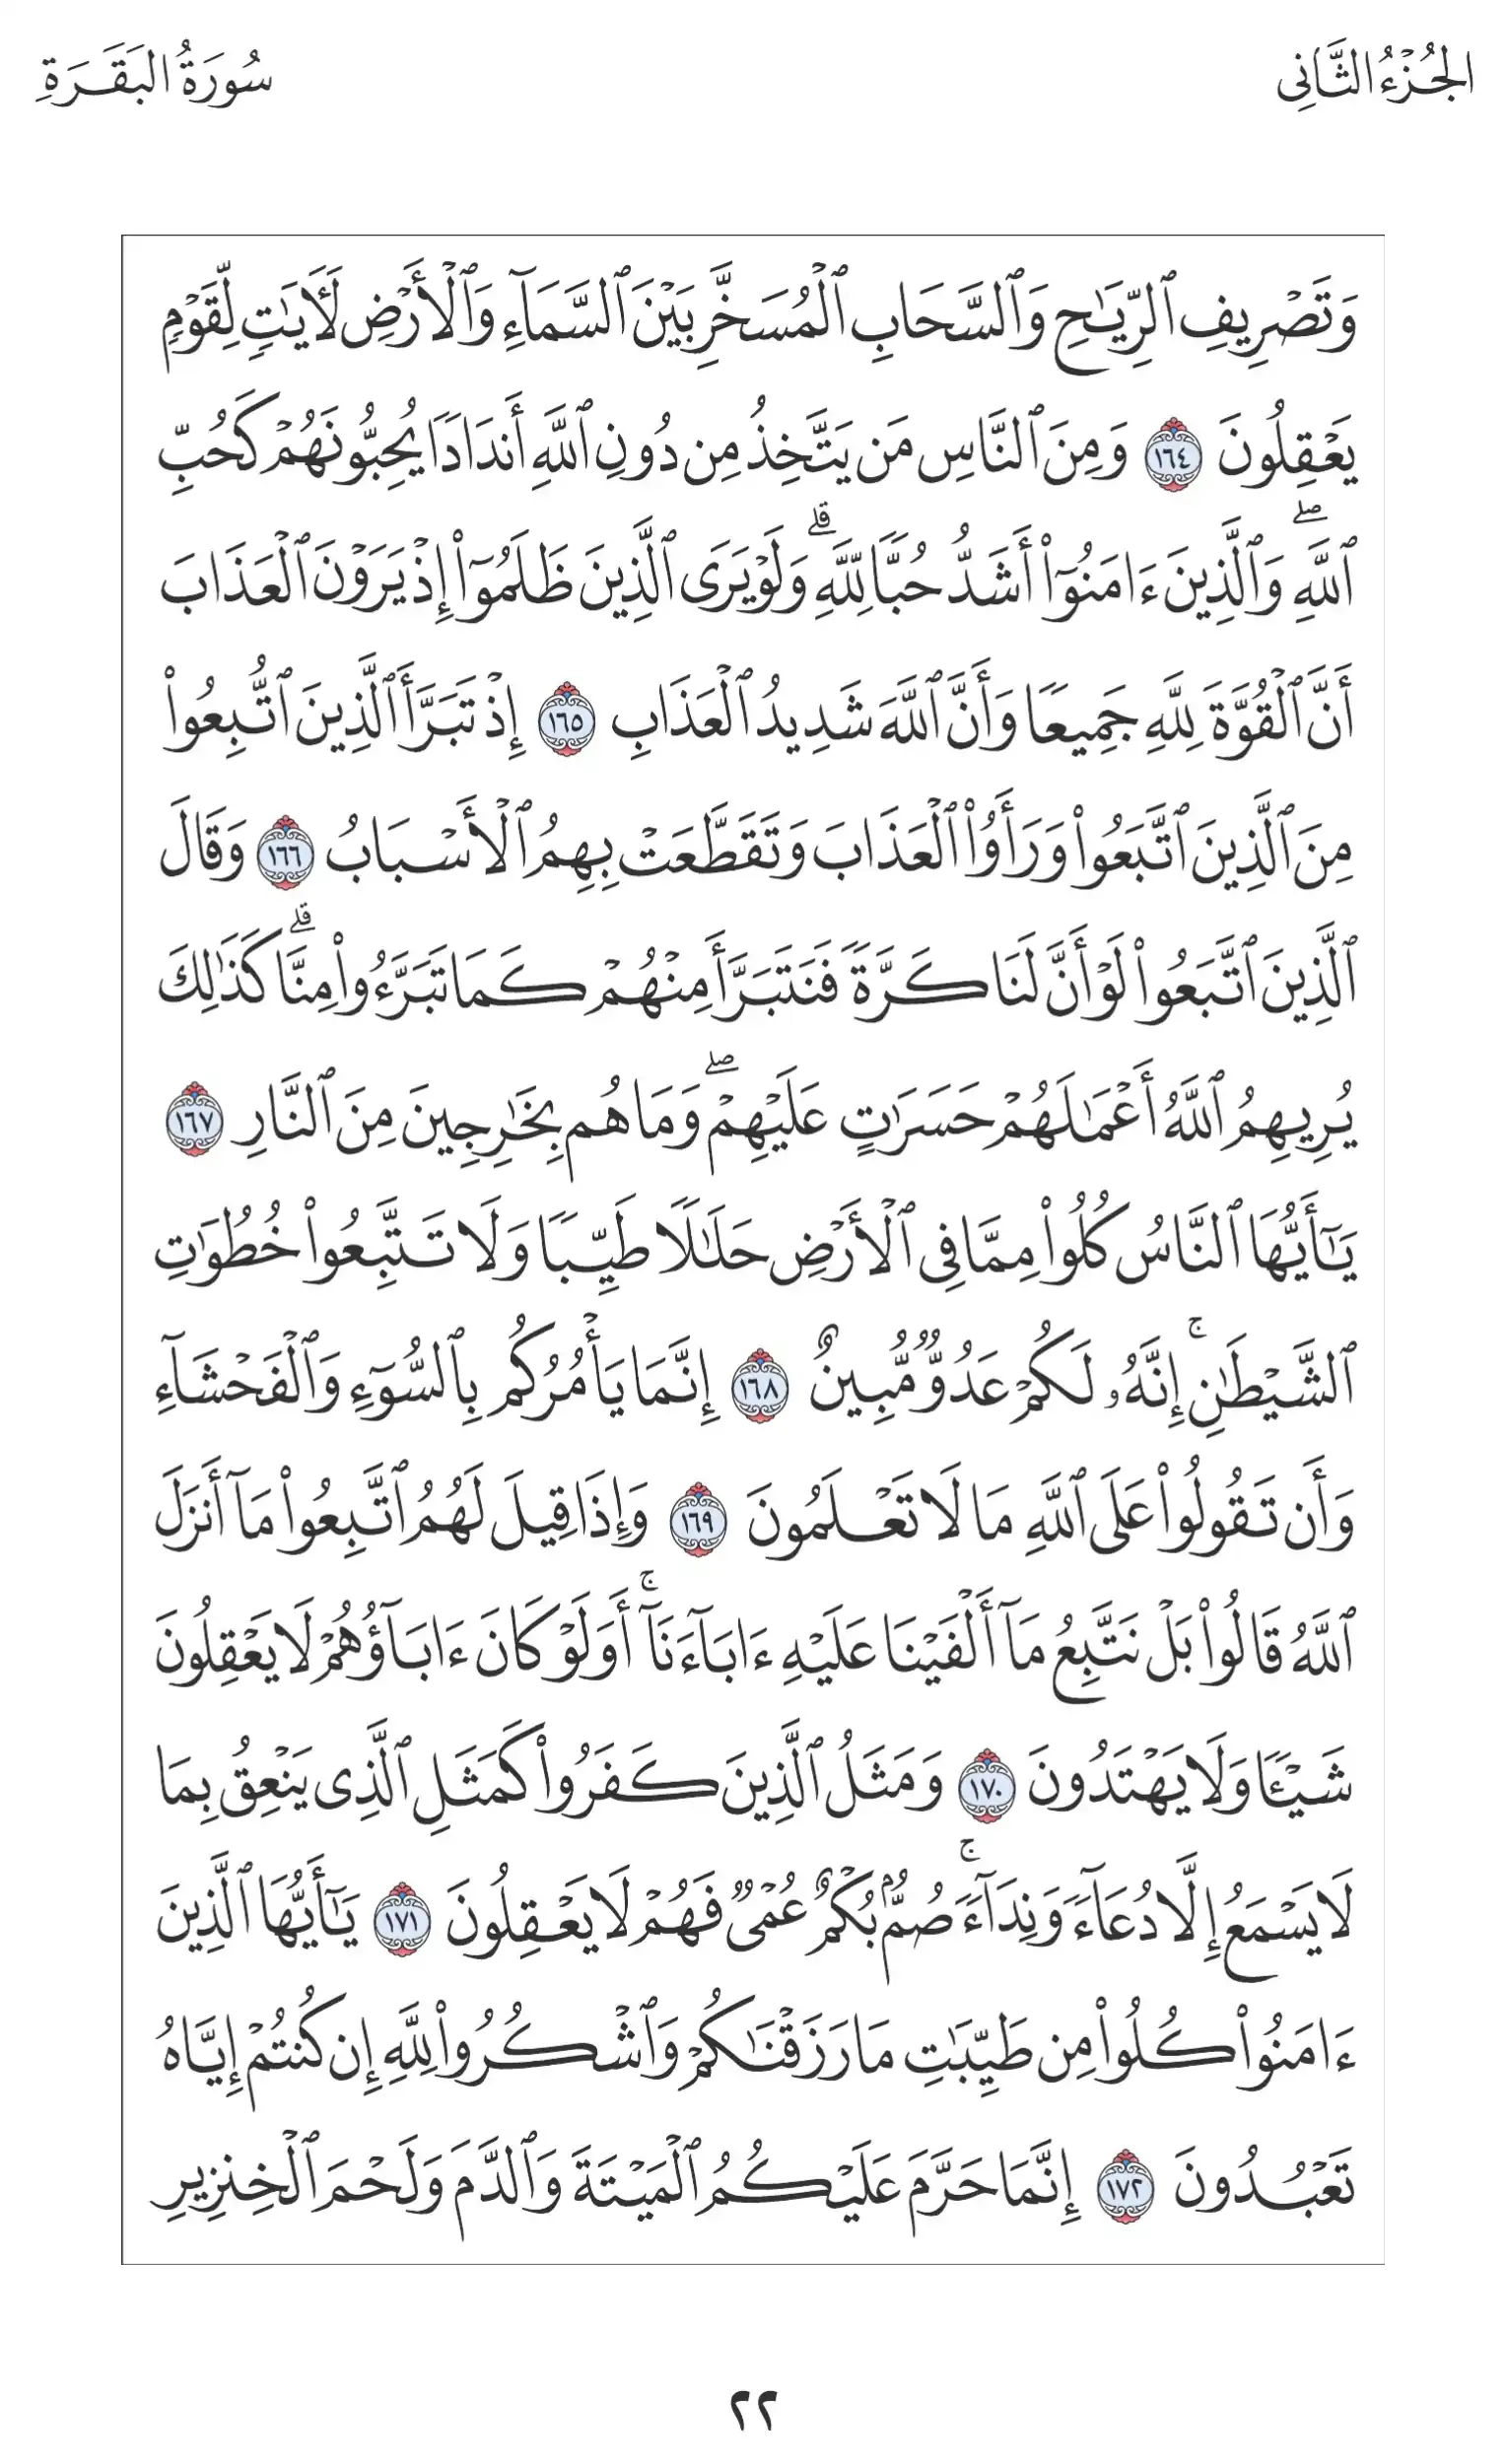 الجُزْءُ الثَّانِي
سُورَةُ البَقَرَةِ
وَتَصْرِيفِ ٱلرِّيَـٰحِ وَٱلسَّحَابِ ٱلْمُسَخَّرِ بَيْنَ ٱلسَّمَآءِ وَٱلْأَرْضِ لَـَٔايَـٰتٍ لِّقَوْمٍ
يَعْقِلُونَ ١٦٤ وَمِنَ ٱلنَّاسِ مَن يَتَّخِذُ مِن دُونِ ٱللَّهِ أَندَادًا يُحِبُّونَهُمْ كَحُبِّ
ٱللَّهِ ۖ وَٱلَّذِينَ ءَامَنُوٓا۟ أَشَدُّ حُبًّا لِّلَّهِ ۗ وَلَوْ يَرَى ٱلَّذِينَ ظَلَمُوٓا۟ إِذْ يَرَوْنَ ٱلْعَذَابَ
أَنَّ ٱلْقُوَّةَ لِلَّهِ جَمِيعًا وَأَنَّ ٱللَّهَ شَدِيدُ ٱلْعَذَابِ ١٦٥ إِذْ تَبَرَّأَ ٱلَّذِينَ ٱتُّبِعُوا۟
مِنَ ٱلَّذِينَ ٱتَّبَعُوا۟ وَرَأَوُا۟ ٱلْعَذَابَ وَتَقَطَّعَتْ بِهِمُ ٱلْأَسْبَابُ ١٦٦ وَقَالَ
ٱلَّذِينَ ٱتَّبَعُوا۟ لَوْ أَنَّ لَنَا كَرَّةً فَنَتَبَرَّأَ مِنْهُمْ كَمَا تَبَرَّءُوا۟ مِنَّا ۗ كَذَٰلِكَ
يُرِيهِمُ ٱللَّهُ أَعْمَـٰلَهُمْ حَسَرَٰتٍ عَلَيْهِمْ ۖ وَمَا هُم بِخَـٰرِجِينَ مِنَ ٱلنَّارِ ١٦٧
يَـٰٓأَيُّهَا ٱلنَّاسُ كُلُوا۟ مِمَّا فِى ٱلْأَرْضِ حَلَـٰلًا طَيِّبًا وَلَا تَتَّبِعُوا۟ خُطُوَٰتِ
ٱلشَّيْطَـٰنِ ۚ إِنَّهُۥ لَكُمْ عَدُوٌّ مُّبِينٌ ١٦٨ إِنَّمَا يَأْمُرُكُم بِٱلسُّوٓءِ وَٱلْفَحْشَآءِ
وَأَن تَقُولُوا۟ عَلَى ٱللَّهِ مَا لَا تَعْلَمُونَ ١٦٩ وَإِذَا قِيلَ لَهُمُ ٱتَّبِعُوا۟ مَآ أَنزَلَ
ٱللَّهُ قَالُوا۟ بَلْ نَتَّبِعُ مَآ أَلْفَيْنَا عَلَيْهِ ءَابَآءَنَآ ۚ أَوَلَوْ كَانَ ءَابَآؤُهُمْ لَا يَعْقِلُونَ
شَيْـًٔا وَلَا يَهْتَدُونَ ١٧٠ وَمَثَلُ ٱلَّذِينَ كَفَرُوا۟ كَمَثَلِ ٱلَّذِى يَنْعِقُ بِمَا
لَا يَسْمَعُ إِلَّا دُعَآءً وَنِدَآءً ۚ صُمٌّۢ بُكْمٌ عُمْىٌ فَهُمْ لَا يَعْقِلُونَ ١٧١ يَـٰٓأَيُّهَا ٱلَّذِينَ
ءَامَنُوا۟ كُلُوا۟ مِن طَيِّبَـٰتِ مَا رَزَقْنَـٰكُمْ وَٱشْكُرُوا۟ لِلَّهِ إِن كُنتُمْ إِيَّاهُ
تَعْبُدُونَ ١٧٢ إِنَّمَا حَرَّمَ عَلَيْكُمُ ٱلْمَيْتَةَ وَٱلدَّمَ وَلَحْمَ ٱلْخِنزِيرِ
٢٢